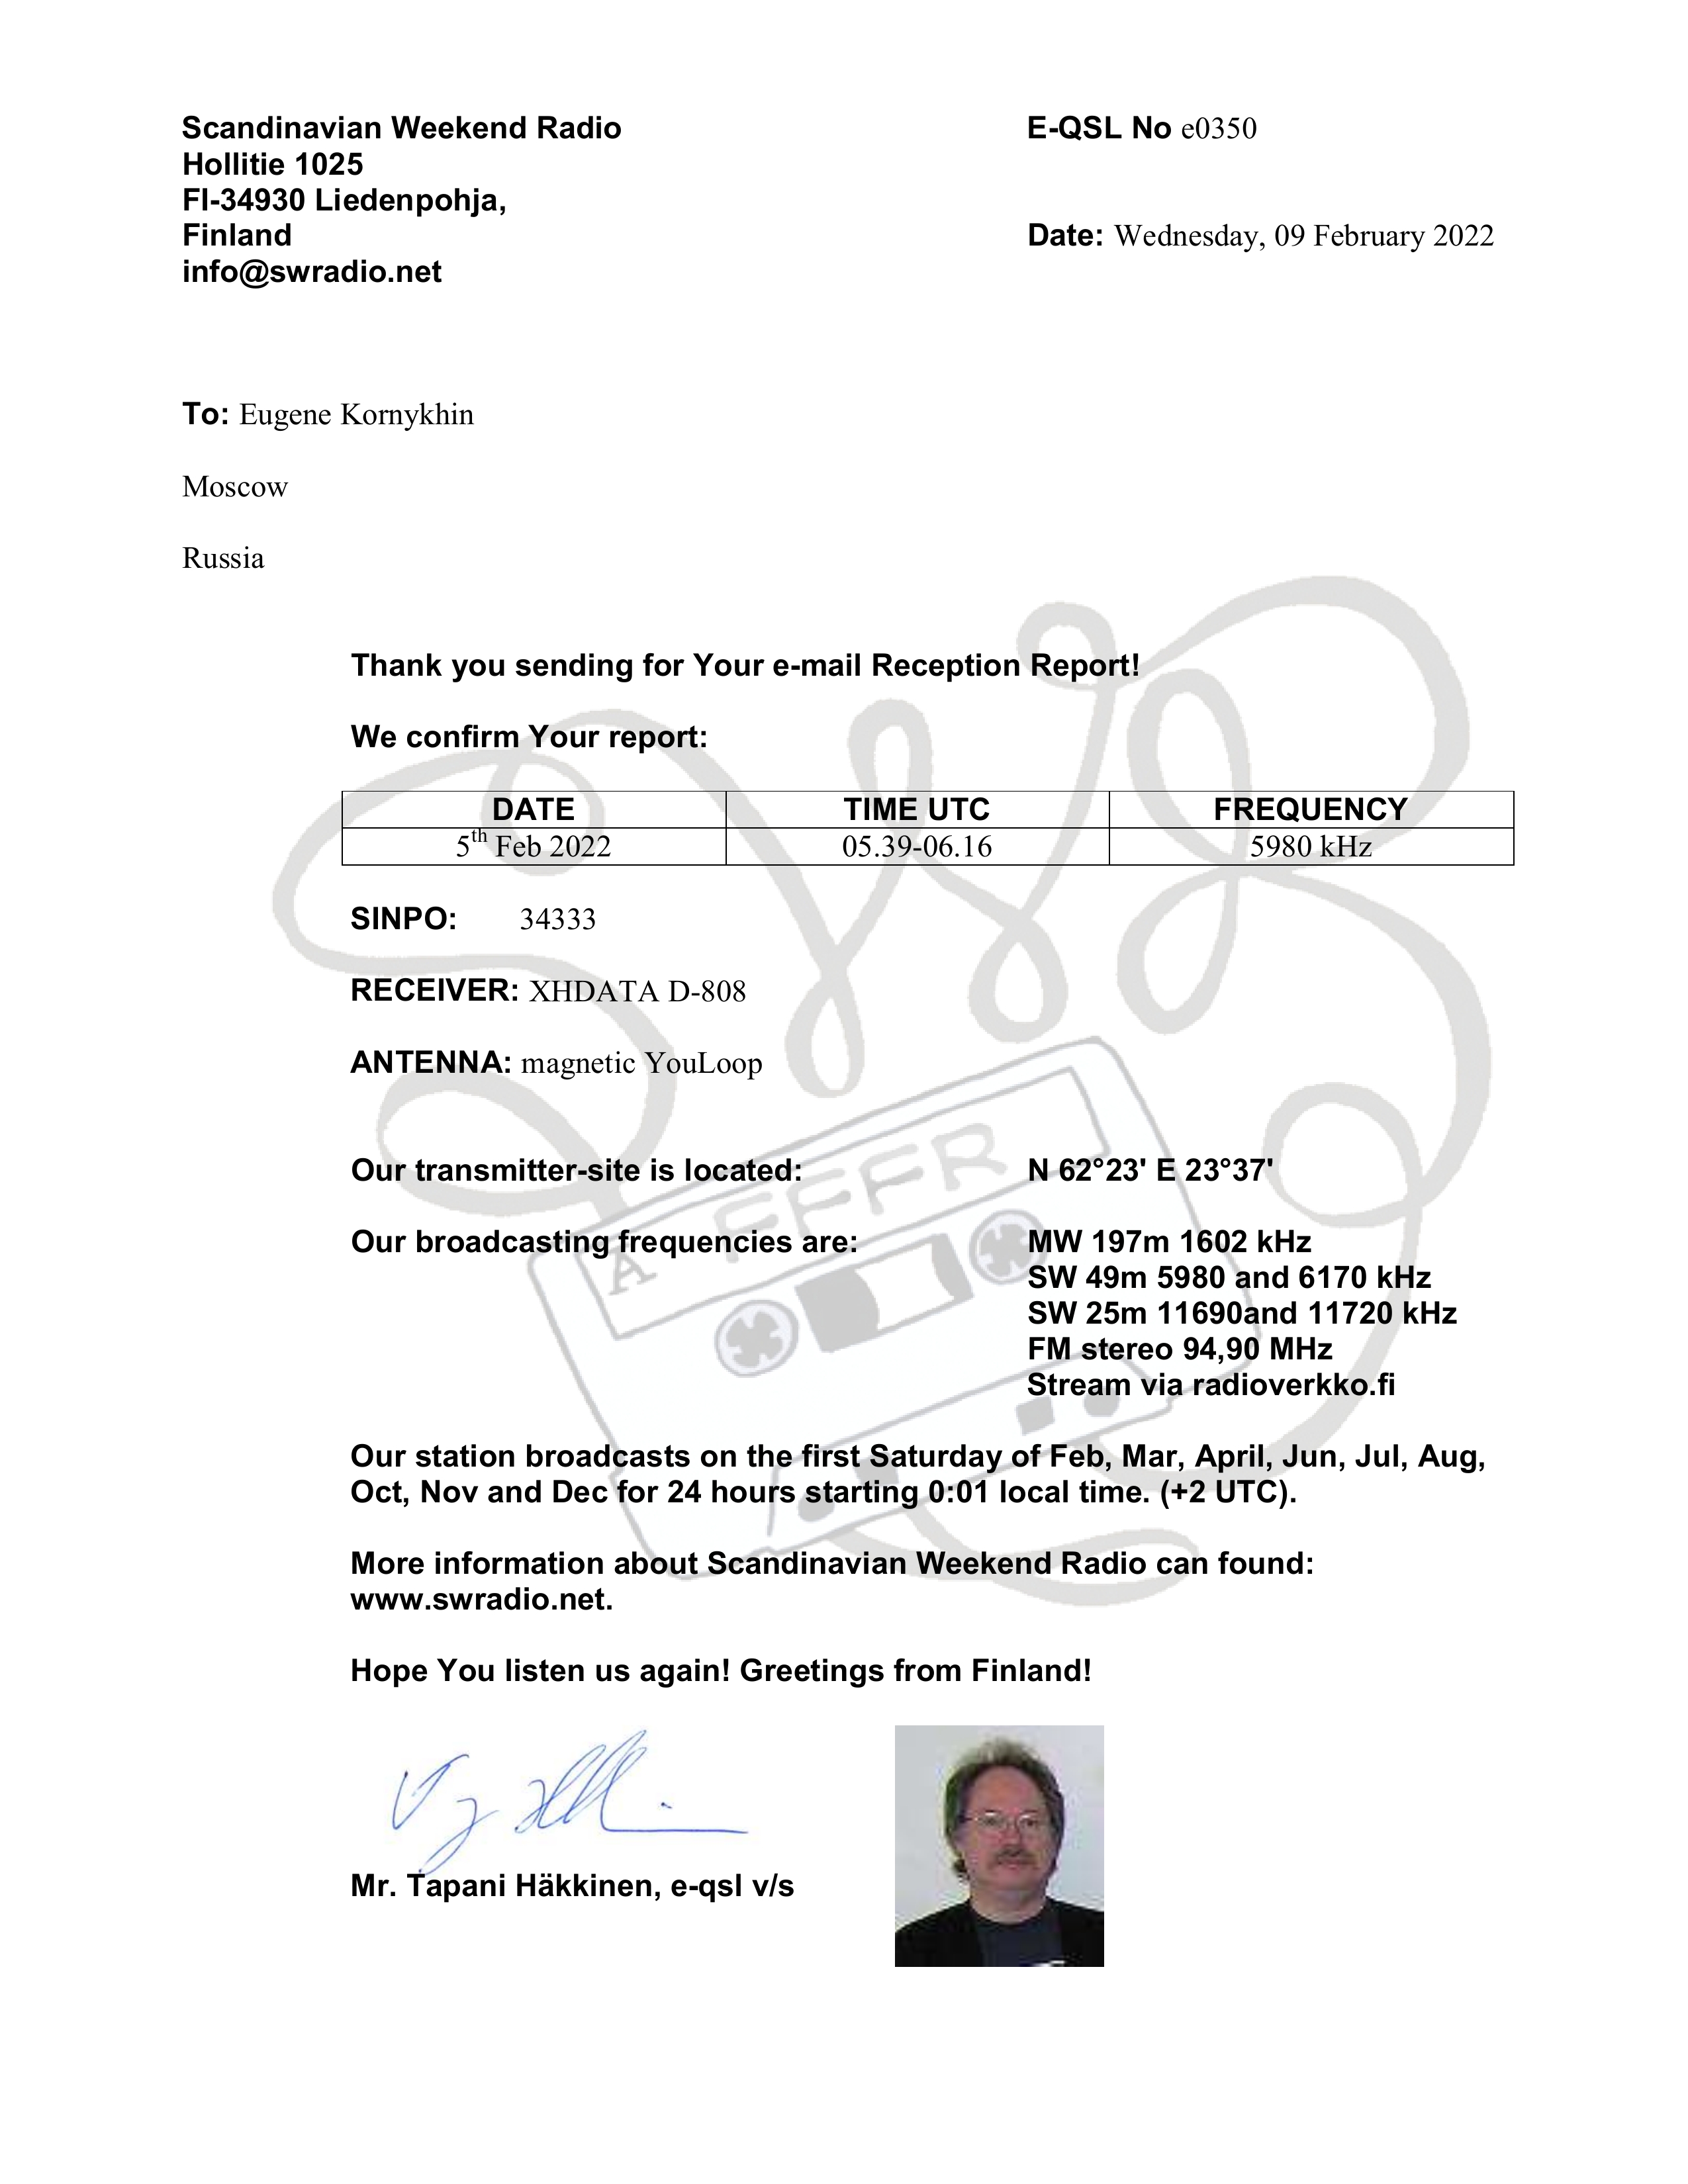 Scandinavian Weekend Radio
Hollitie 1025
FI-34930 Liedenpohja,
Finland
info@swradio.net
E-QSL No e0350
Date: Wednesday, 09 February 2022
To: Eugene Kornykhin
Moscow
Russia
Thank you sending for Your e-mail Reception Report!
We confirm Your report:
DATE TIME UTC FREQUENCY
5th Feb 2022 05.39-06.16 5980 kHz
SINPO: 34333
RECEIVER: XHDATA D-808
ANTENNA: magnetic YouLoop
A FFFR
Our transmitter-site is located: N 62°23' E 23°37'
Our broadcasting frequencies are: MW 197m 1602 kHz
SW 49m 5980 and 6170 kHz
SW 25m 11690and 11720 kHz
FM stereo 94,90 MHz
Stream via radioverkko.fi
Our station broadcasts on the first Saturday of Feb, Mar, April, Jun, Jul, Aug,
Oct, Nov and Dec for 24 hours starting 0:01 local time. (+2 UTC).
More information about Scandinavian Weekend Radio can found:
www.swradio.net.
Hope You listen us again! Greetings from Finland!
Mr. Tapani Häkkinen, e-qsl v/s